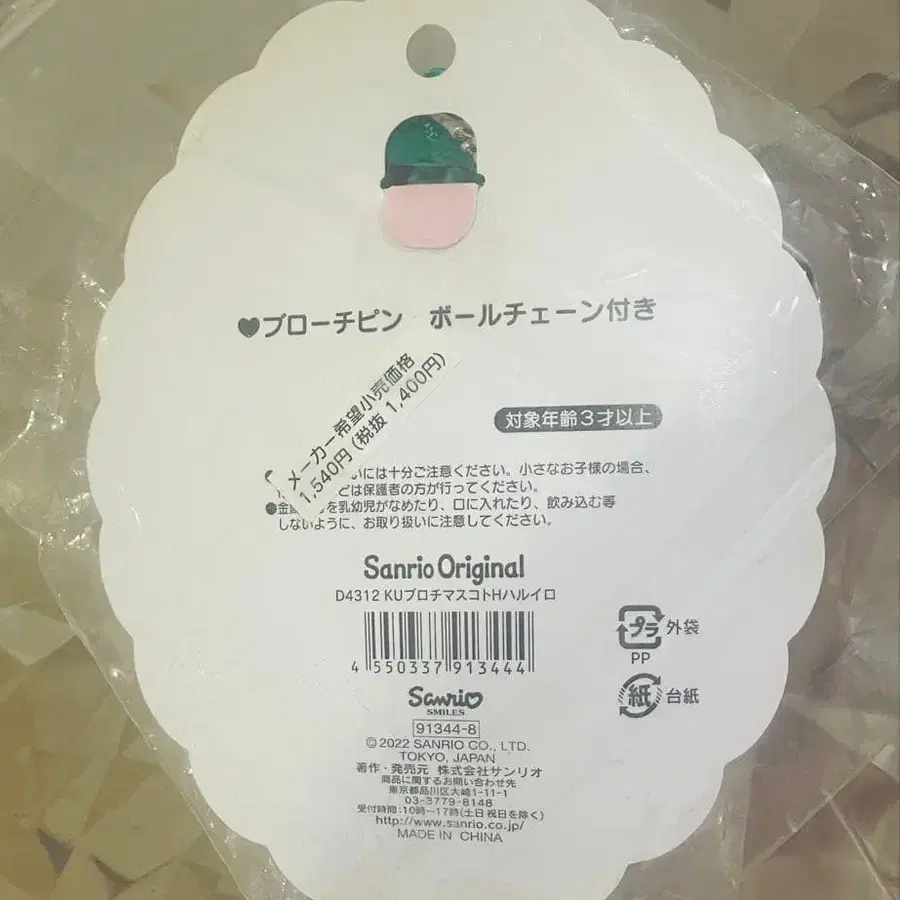 ♥ブローチピン ボールチェーン付き
メーカー希望小売価格
1,540円(税抜 1,400円)
対象年齢3才以上
いには十分ご注意ください。小さなお子様の場合、
は保護者の方が行ってください。
●金 を乳幼児がなめたり、口に入れたり、飲み込む等
しないように、お取り扱いに注意してください。
Sanrio Original
D4312 KUブロチマスコトHハルイロ
4 550337 913444
プラ 外袋
PP
紙 台紙
Sanrio
SMILES
91344-8
©2022 SANRIO CO., LTD.
TOKYO, JAPAN
著作・発売元 株式会社サンリオ
商品に関するお問い合わせ先
東京都品川区大崎1-11-1
03-3779-8148
受付時間:10時~17時(土日祝日を除く)
http://www.sanrio.co.jp/
MADE IN CHINA